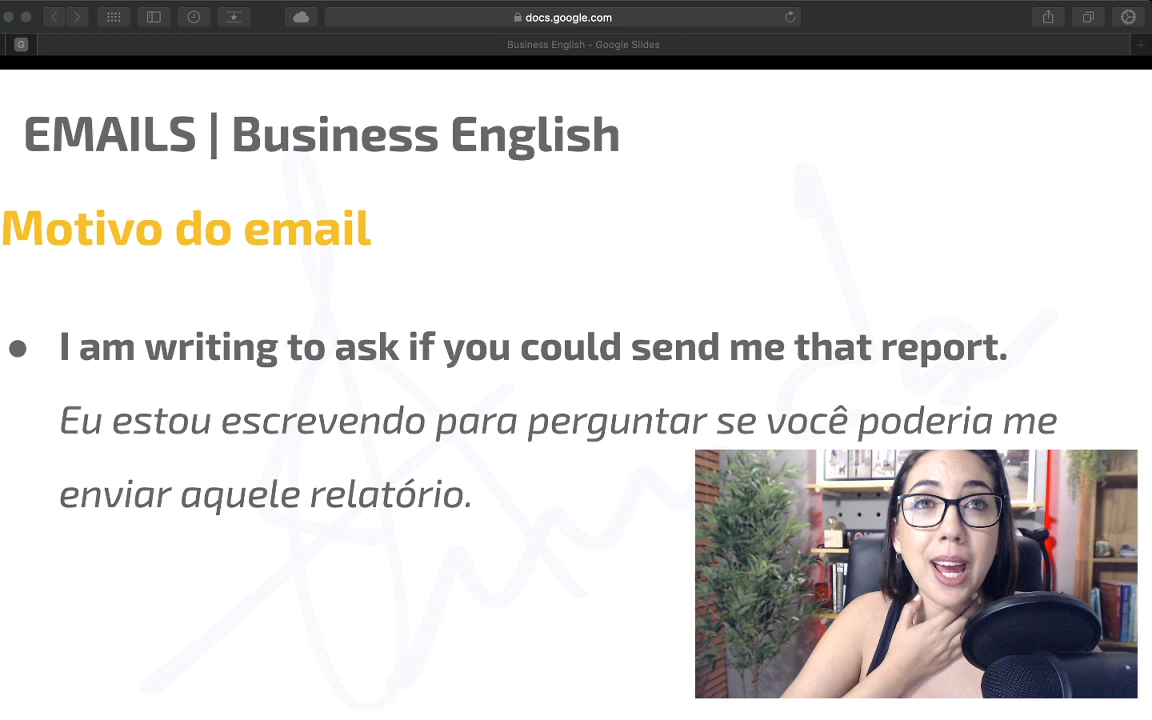 docs.google.com
G
Business English - Google Slides
EMAILS | Business English
Motivo do email
● I am writing to ask if you could send me that report.
Eu estou escrevendo para perguntar se você poderia me
enviar aquele relatório.